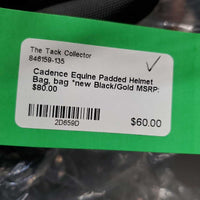 The Tack Collector
846159-135
Cadence Equine Padded Helmet
Bag, bag *new Black/Gold MSRP:
$80.00
$60.00
2D659D